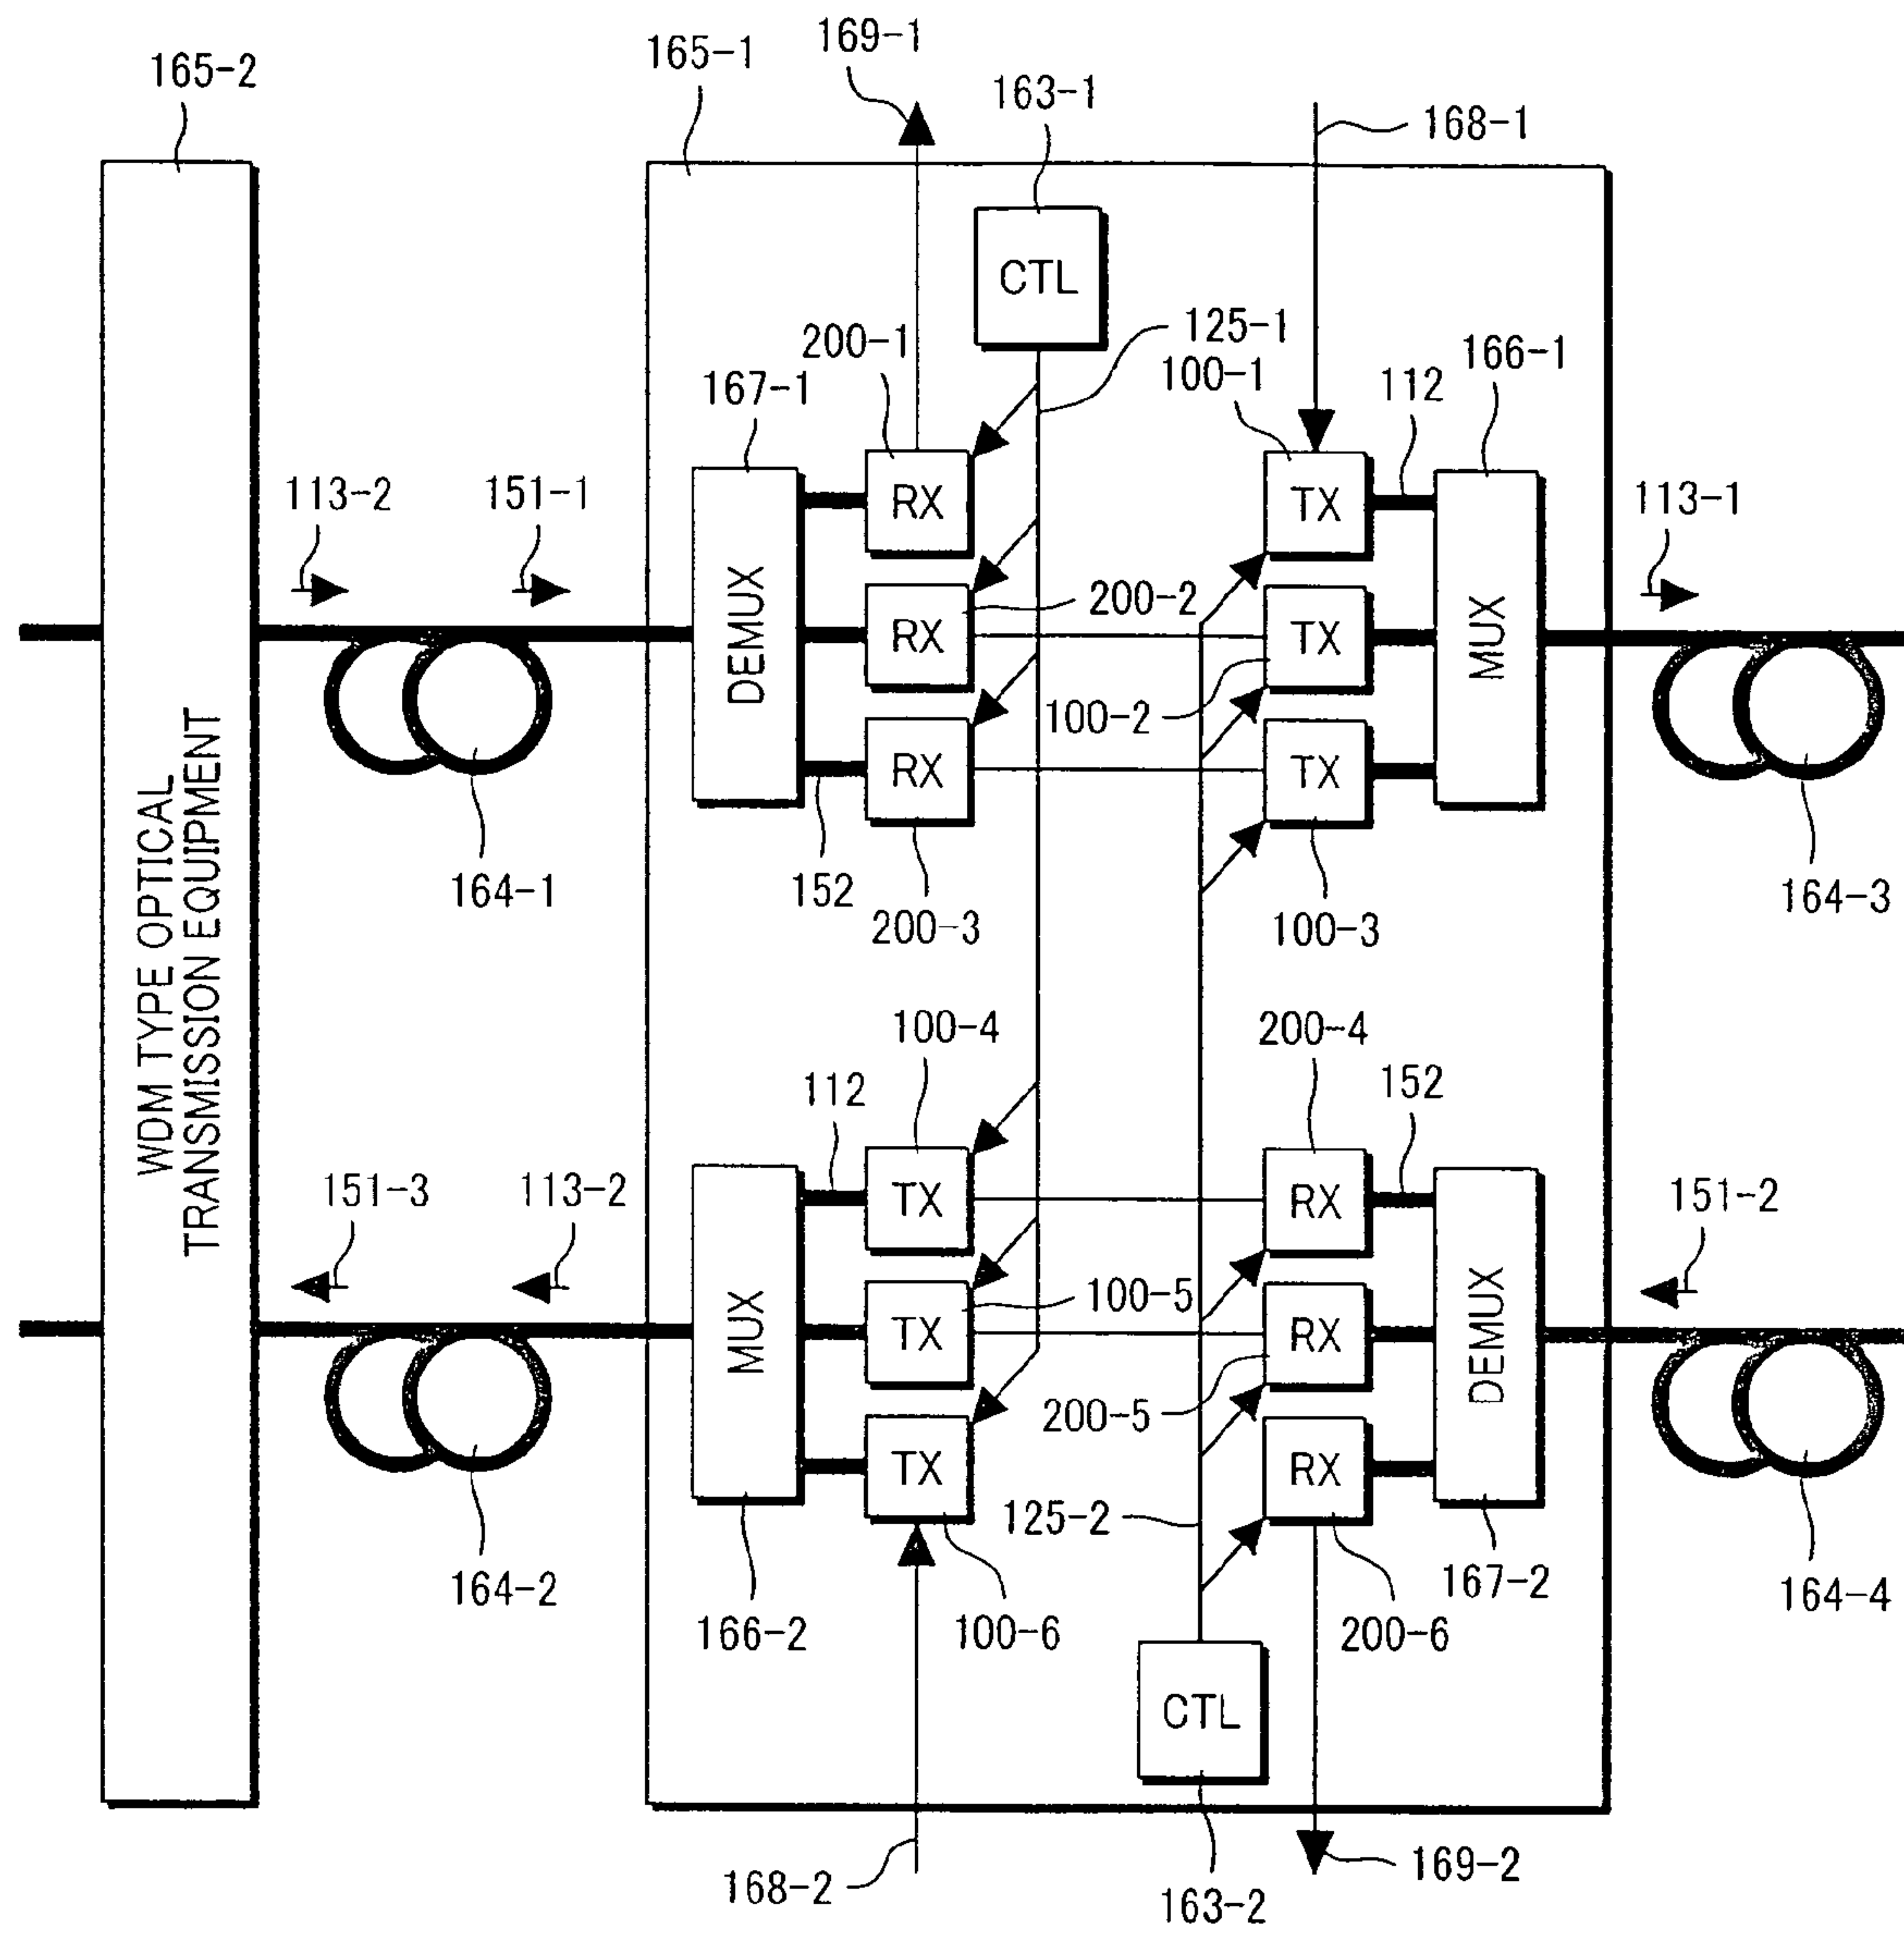 169-1
165-1
165-2
163-1
168-1
CTL
125-1
200-1
100-1
166-1
167-1
112
113-2
151-1
RX
TX
113-1
DEMUX
RX
200-2
TX
MUX
100-2
RX
TX
164-1
152
200-3
100-3
164-3
WDM TYPE OPTICAL
TRANSMISSION EQUIPMENT
100-4
200-4
112
152
151-3
113-2
TX
RX
151-2
MUX
TX
100-5
RX
DEMUX
200-5
TX
RX
125-2
164-2
166-2
100-6
200-6
167-2
164-4
CTL
168-2
163-2
169-2